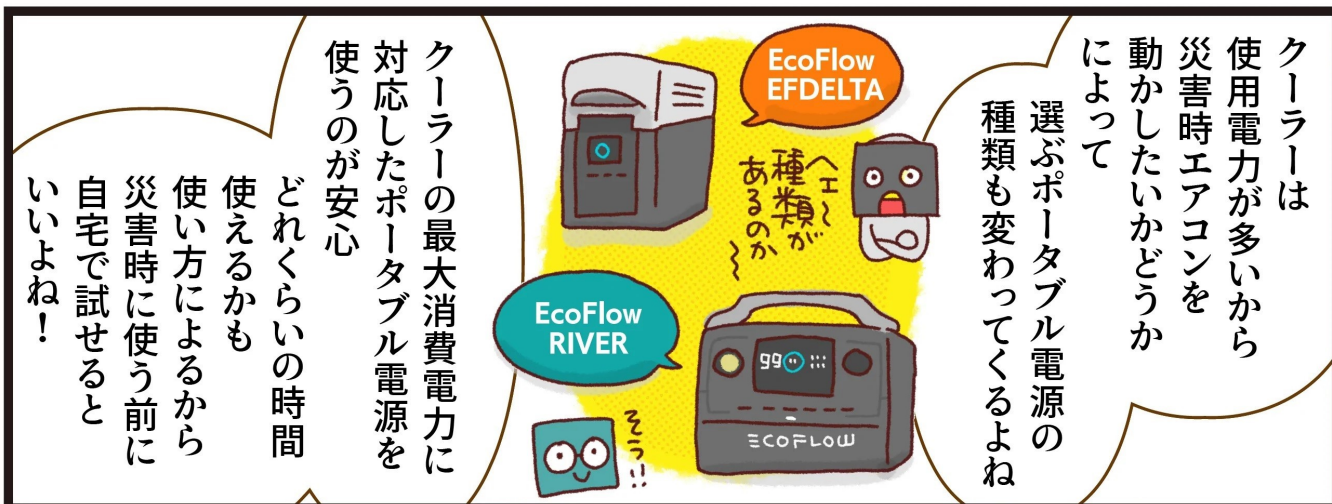 クーラーは
使用電力が多いから
災害時エアコンを
動かしたいかどうか
によって
選ぶポータブル電源の
種類も変わってくるよね
EcoFlow
EFDELTA
ヘェ〜
種類が
あるのか
EcoFlow
RIVER
99
ECOFLOW
そう!!
クーラーの最大消費電力に
対応したポータブル電源を
使うのが安心
どれくらいの時間
使えるかも
使い方によるから
災害時に使う前に
自宅で試せると
いいよね！